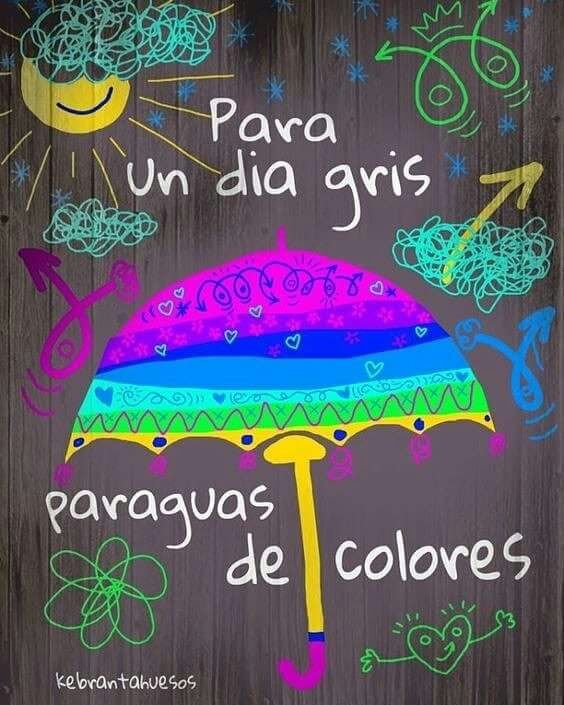 Para
un dia gris
paraguas
de colores
kebrantahuesos